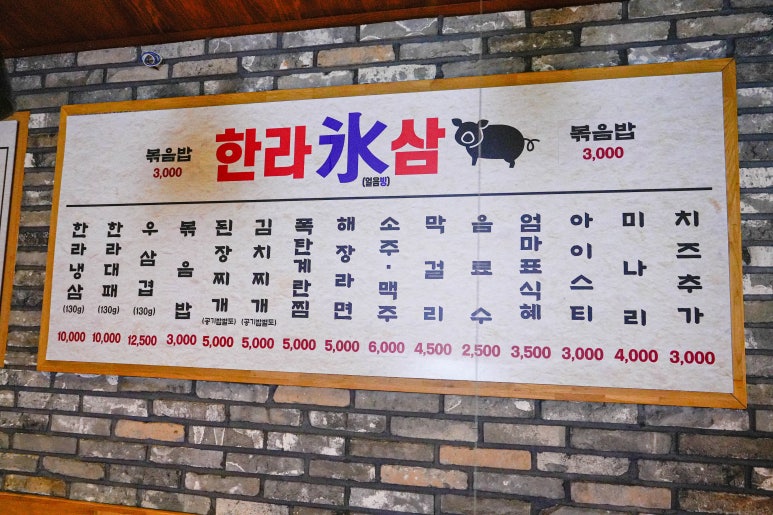 볶음밥
3,000
한라氷삼
(얼음빙)
볶음밥
3,000
한라냉삼
(130g)
10,000
한라대패
(130g)
10,000
우삼겹
(130g)
12,500
볶음밥
3,000
된장찌개
(공기밥별도)
5,000
김치찌개
(공기밥별도)
5,000
폭탄계란찜
5,000
해장라면
5,000
소주·맥주
6,000
막걸리
4,500
음료수
2,500
엄마표식혜
3,500
아이스티
3,000
미나리
4,000
치즈추가
3,000